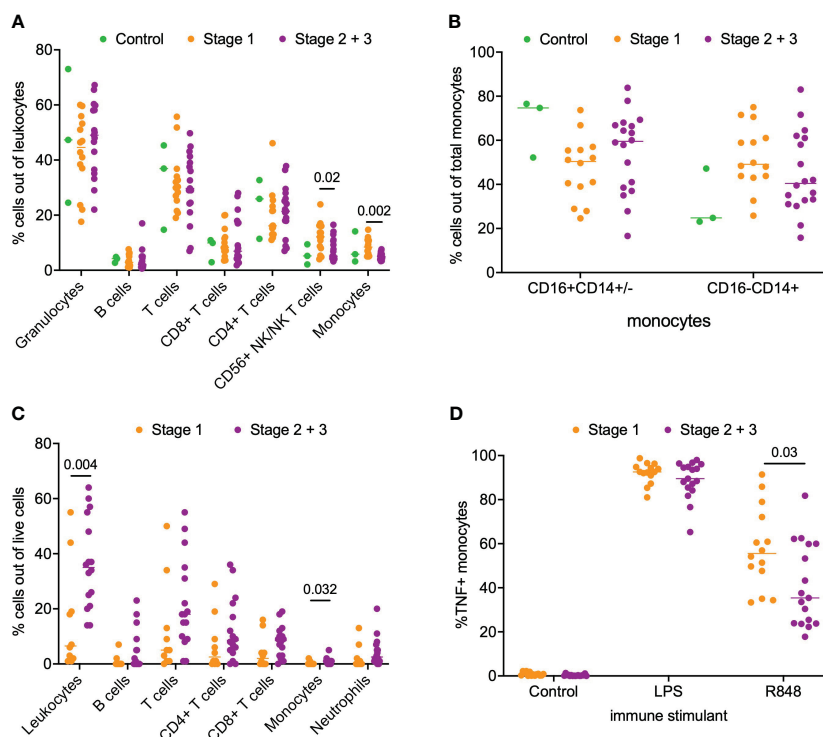 A
Control Stage 1 Stage 2 + 3
% cells out of leukocytes
80
60
40
20
0
0.02
0.002
Granulocytes
B cells
T cells
CD8+ T cells
CD4+ T cells
CD56+ NK/NK T cells
Monocytes
B
Control Stage 1 Stage 2 + 3
% cells out of total monocytes
100
80
60
40
20
0
CD16+CD14+/- CD16-CD14+
monocytes
C
Stage 1 Stage 2 + 3
% cells out of live cells
80
60
40
20
0
0.004
0.032
Leukocytes
B cells
T cells
CD4+ T cells
CD8+ T cells
Monocytes
Neutrophils
D
Stage 1 Stage 2 + 3
%TNF+ monocytes
100
80
60
40
20
0
0.03
Control LPS R848
immune stimulant